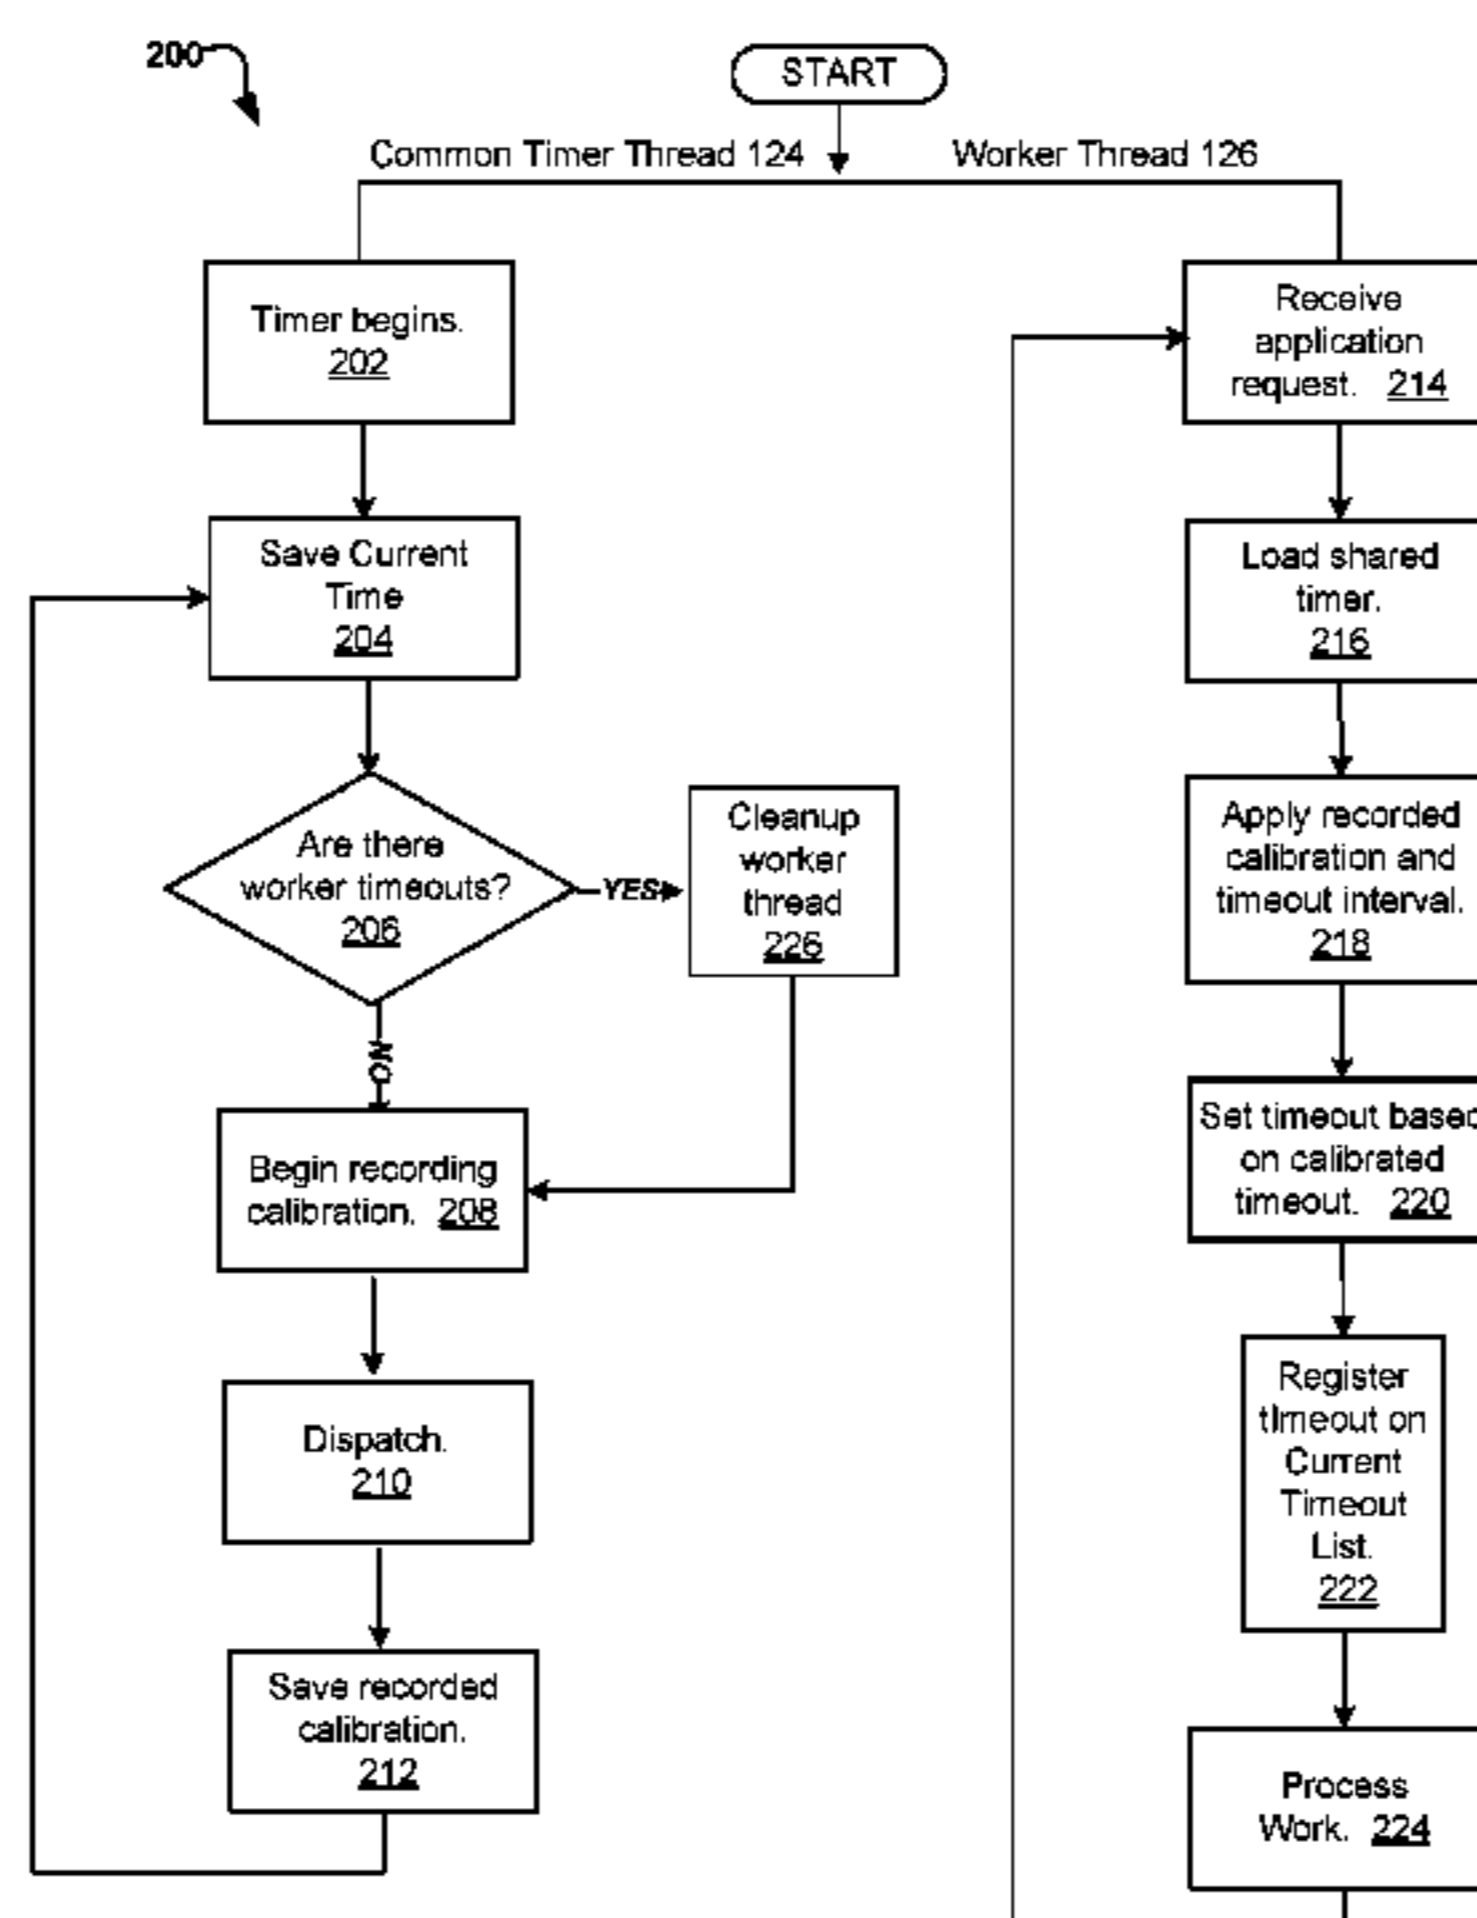 200
START
Common Timer Thread 124
Worker Thread 126
Timer begins.
202
Save Current
Time
204
Are there
worker timeouts?
206
YES
Cleanup
worker
thread
226
NO
Begin recording
calibration. 208
Dispatch.
210
Save recorded
calibration.
212
Receive
application
request. 214
Load shared
timer.
216
Apply recorded
calibration and
timeout interval.
218
Set timeout based
on calibrated
timeout. 220
Register
tImeout on
Current
Timeout
List.
222
Process
Work. 224